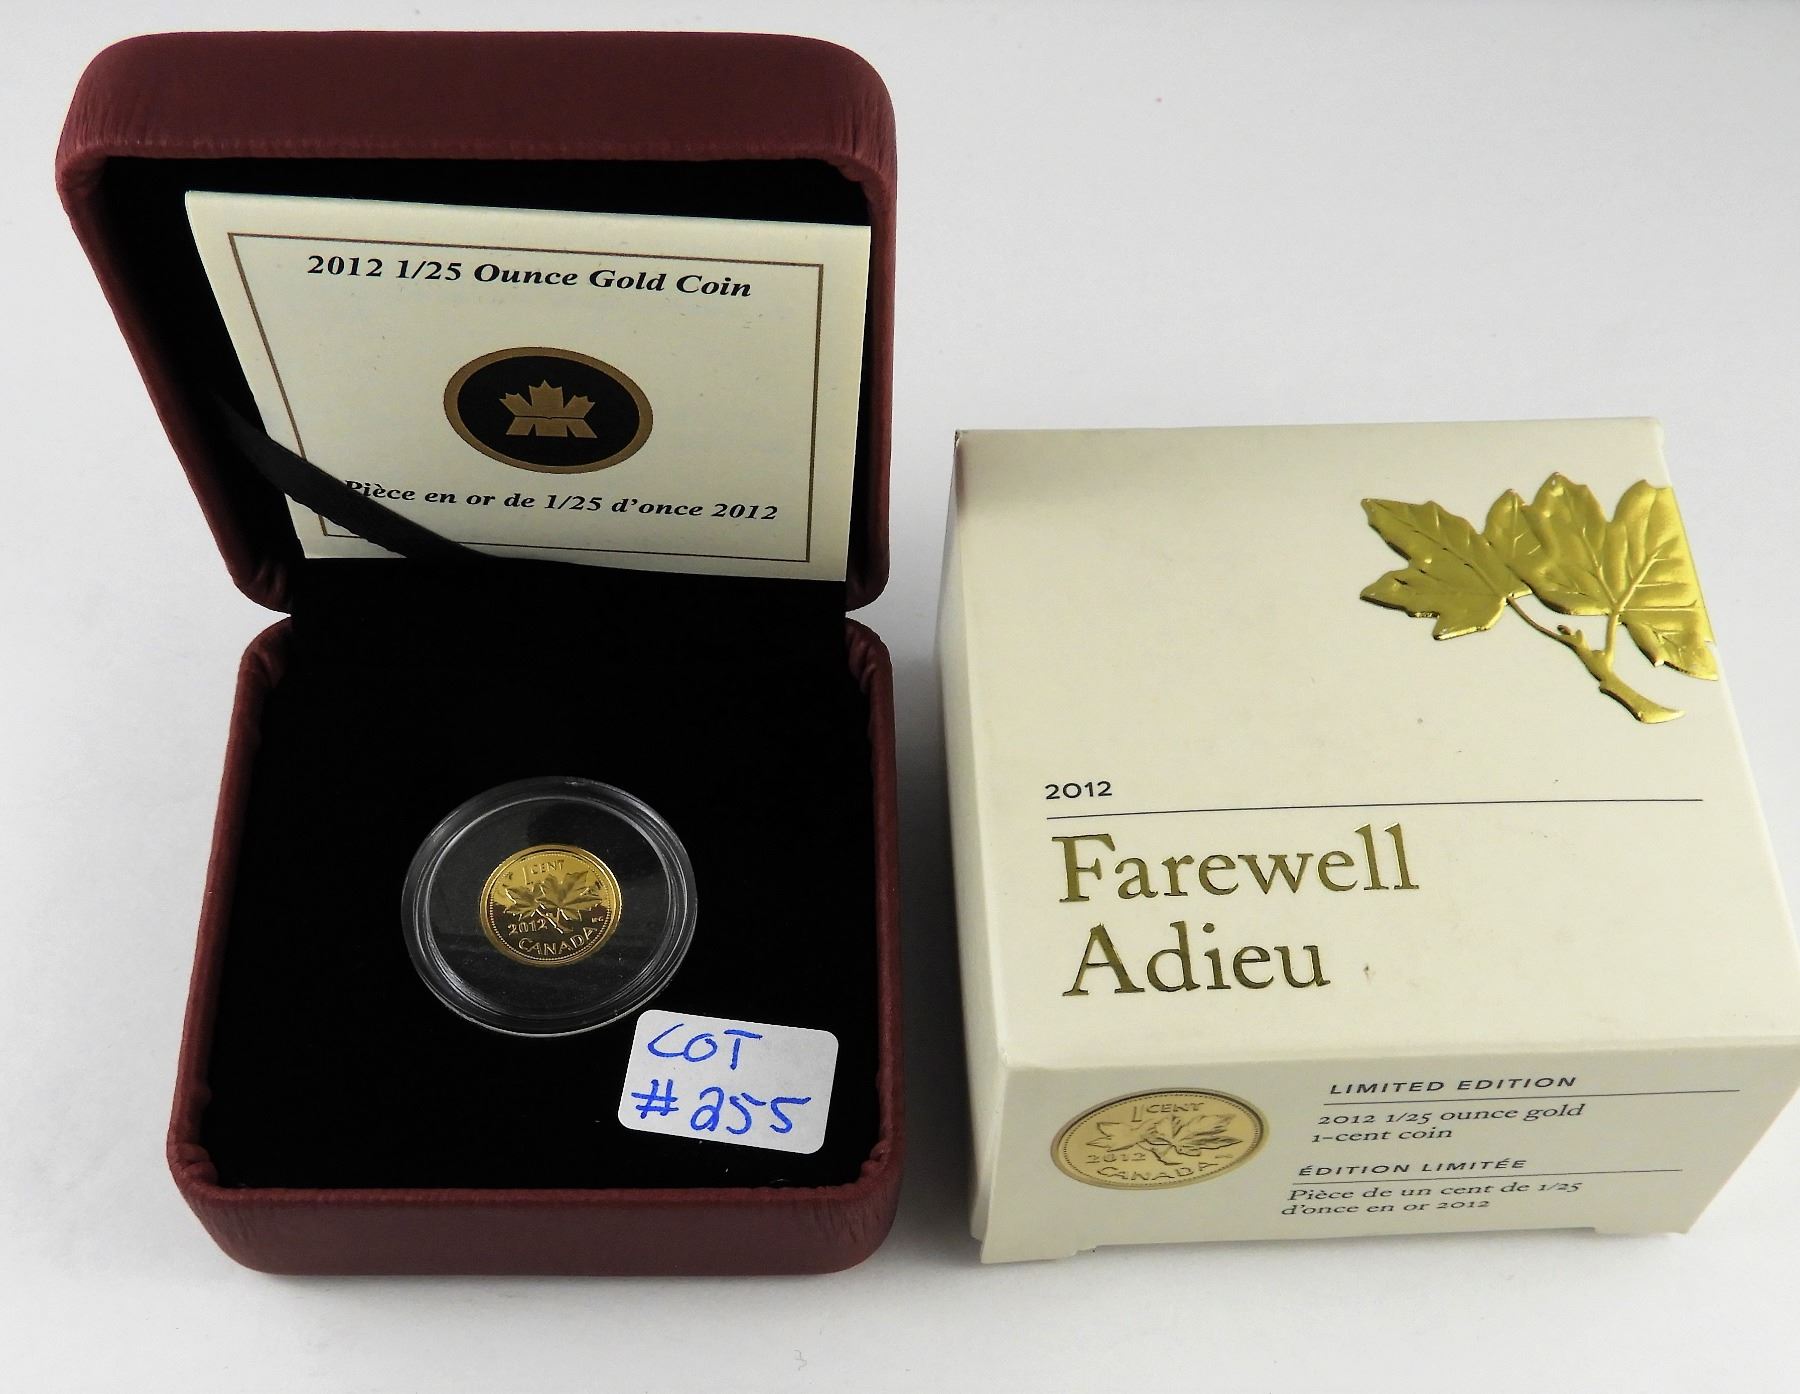 2012 1/25 Ounce Gold Coin
Pièce en or de 1/25 d'once 2012
1 CENT
2012
CANADA
LOT
#255
2012
Farewell
Adieu
1 CENT
2012
CANADA
LIMITED EDITION
2012 1/25 ounce gold
1-cent coin
ÉDITION LIMITÉE
Pièce de un cent de 1/25
d'once en or 2012